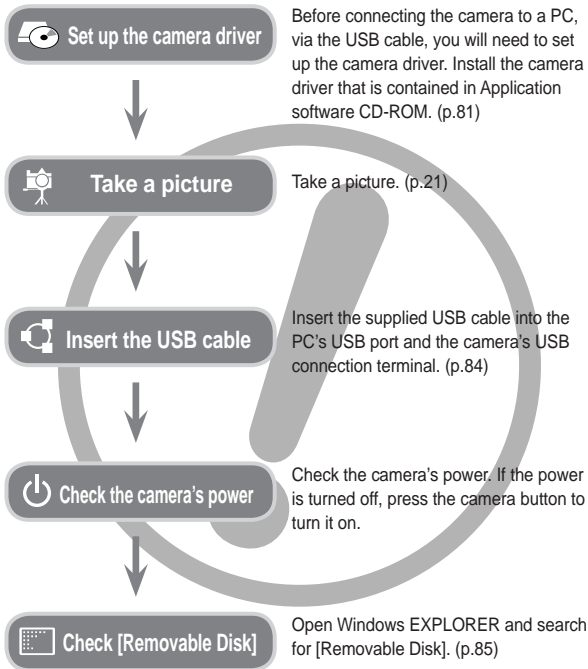 Set up the camera driver
Before connecting the camera to a PC,
via the USB cable, you will need to set
up the camera driver. Install the camera
driver that is contained in Application
software CD-ROM. (p.81)
Take a picture
Take a picture. (p.21)
Insert the USB cable
Insert the supplied USB cable into the
PC's USB port and the camera's USB
connection terminal. (p.84)
Check the camera's power
Check the camera's power. If the power
is turned off, press the camera button to
turn it on.
Check [Removable Disk]
Open Windows EXPLORER and search
for [Removable Disk]. (p.85)